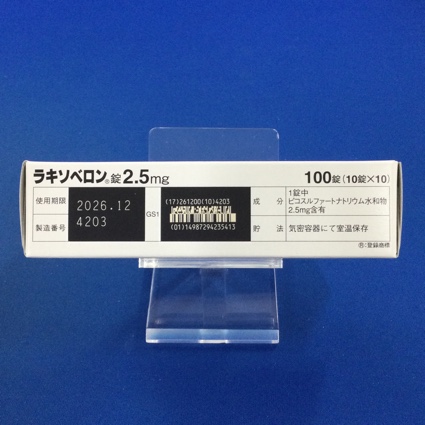 ラキソベロン®錠2.5mg
100錠(10錠×10)
使用期限
2026.12
製造番号
4203
GS1
(17)261200(10)4203
(01)14987294235413
成分
1錠中
ピコスルファートナトリウム水和物
2.5mg含有
貯法
気密容器にて室温保存
®:登録商標